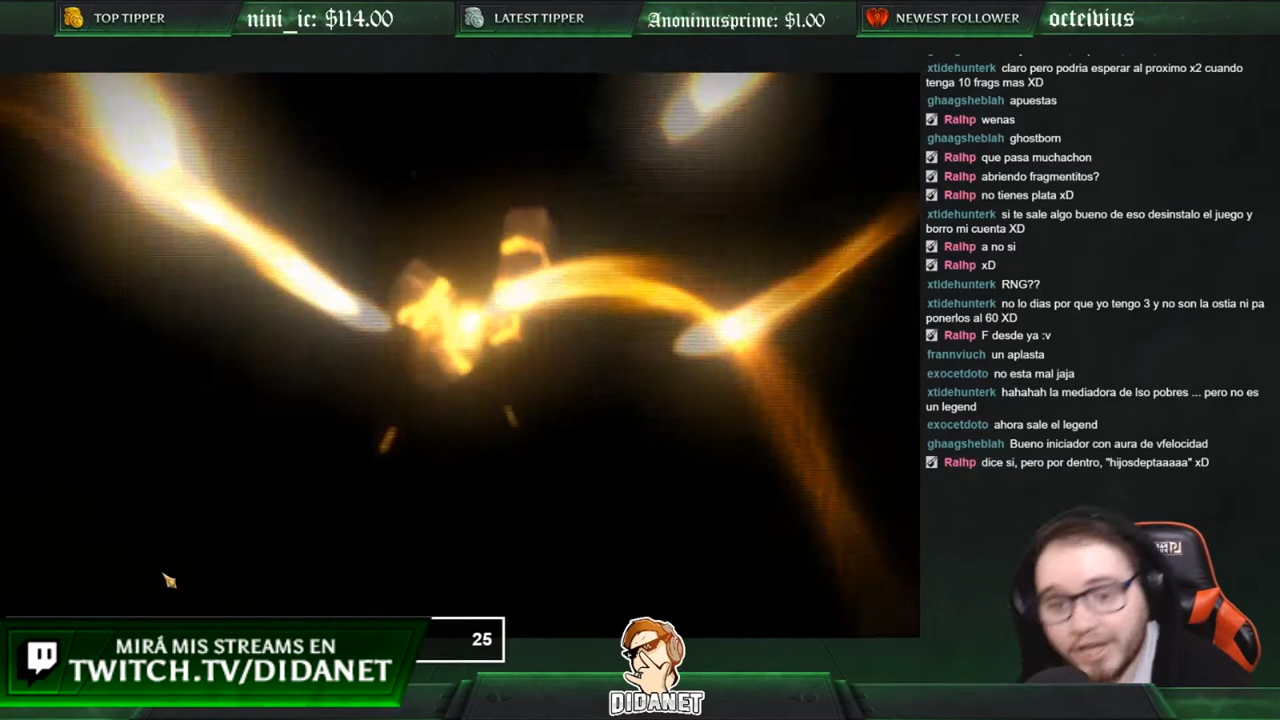 TOP TIPPER
nini_ic: $114.00
LATEST TIPPER
Anonimusprime: $1.00
NEWEST FOLLOWER
octeivius
xtidehunterk claro pero podria esperar al proximo x2 cuando
tenga 10 frags mas XD
ghaagsheblah apuestas
Ralhp wenas
ghaagsheblah ghostborn
Ralhp que pasa muchachon
Ralhp abriendo fragmentitos?
Ralhp no tienes plata xD
xtidehunterk si te sale algo bueno de eso desinstalo el juego y
borro mi cuenta XD
Ralhp a no si
Ralhp xD
xtidehunterk RNG??
xtidehunterk no lo dias por que yo tengo 3 y no son la ostia ni pa
ponerlos al 60 XD
Ralhp F desde ya :v
frannviuch un aplasta
exocetdoto no esta mal jaja
xtidehunterk hahahah la mediadora de lso pobres ... pero no es
un legend
exocetdoto ahora sale el legend
ghaagsheblah Bueno iniciador con aura de vfelocidad
Ralhp dice si, pero por dentro, "hijosdeptaaaaa" xD
MIRÁ MIS STREAMS EN
TWITCH.TV/DIDANET
25
DIDANET